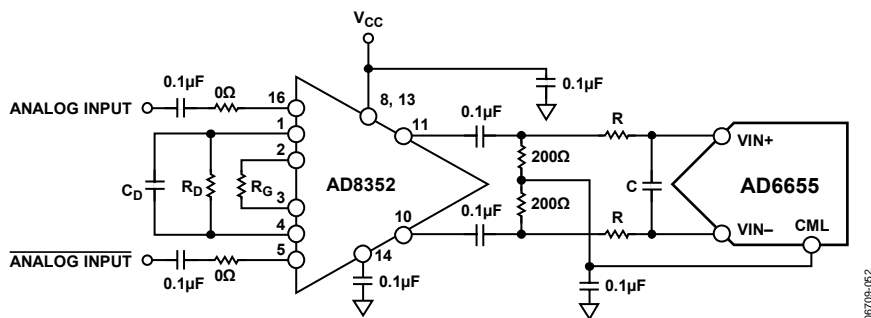 VCC
0.1µF
0Ω
ANALOG INPUT
16
8, 13
0.1µF
0.1µF
11
R
1
2
VIN+
200Ω
CD
RD
RG
AD8352
C
AD6655
3
200Ω
0.1µF
4
10
R
VIN–
CML
ANALOG INPUT
5
14
0.1µF
0Ω
0.1µF
0.1µF
06709-052